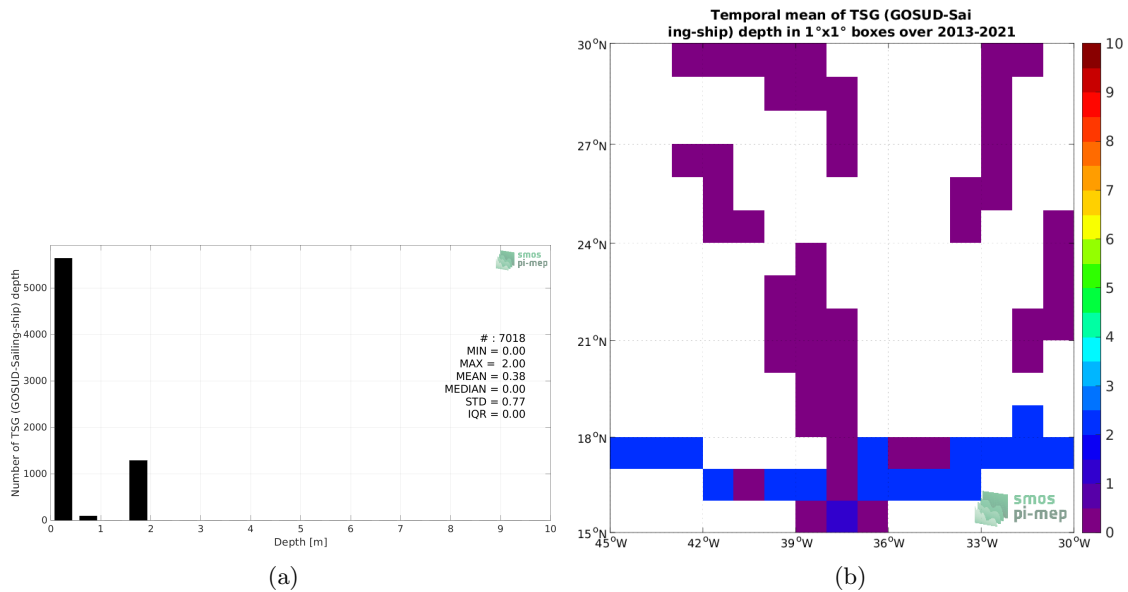 Number of TSG (GOSUD-Sailing-ship) depth
5000
4000
3000
2000
1000
0
0 1 2 3 4 5 6 7 8 9 10
Depth [m]
smos
pi-mep
# : 7018
MIN = 0.00
MAX = 2.00
MEAN = 0.38
MEDIAN = 0.00
STD = 0.77
IQR = 0.00
(a)
Temporal mean of TSG (GOSUD-Sai
ing-ship) depth in 1°x1° boxes over 2013-2021
30°N
27°N
24°N
21°N
18°N
15°N
45°W 42°W 39°W 36°W 33°W 30°W
smos
pi-mep
10
9
8
7
6
5
4
3
2
1
0
(b)